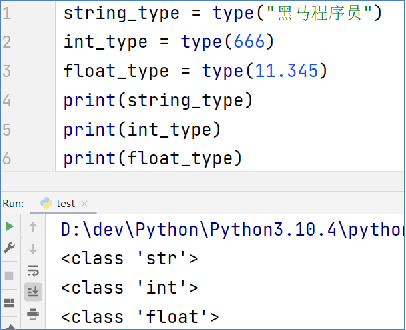 1 string_type = type("黑马程序员")
2 int_type = type(666)
3 float_type = type(11.345)
4 print(string_type)
5 print(int_type)
6 print(float_type)
Run: test ×
D:\dev\Python\Python3.10.4\python
<class 'str'>
<class 'int'>
<class 'float'>